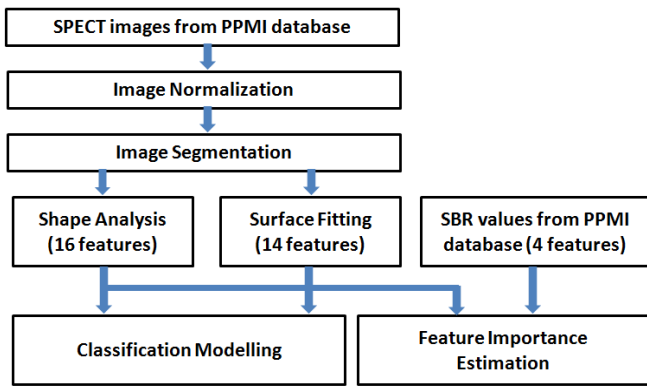 SPECT images from PPMI database
Image Normalization
Image Segmentation
Shape Analysis
(16 features)
Surface Fitting
(14 features)
SBR values from PPMI
database (4 features)
Classification Modelling
Feature Importance
Estimation